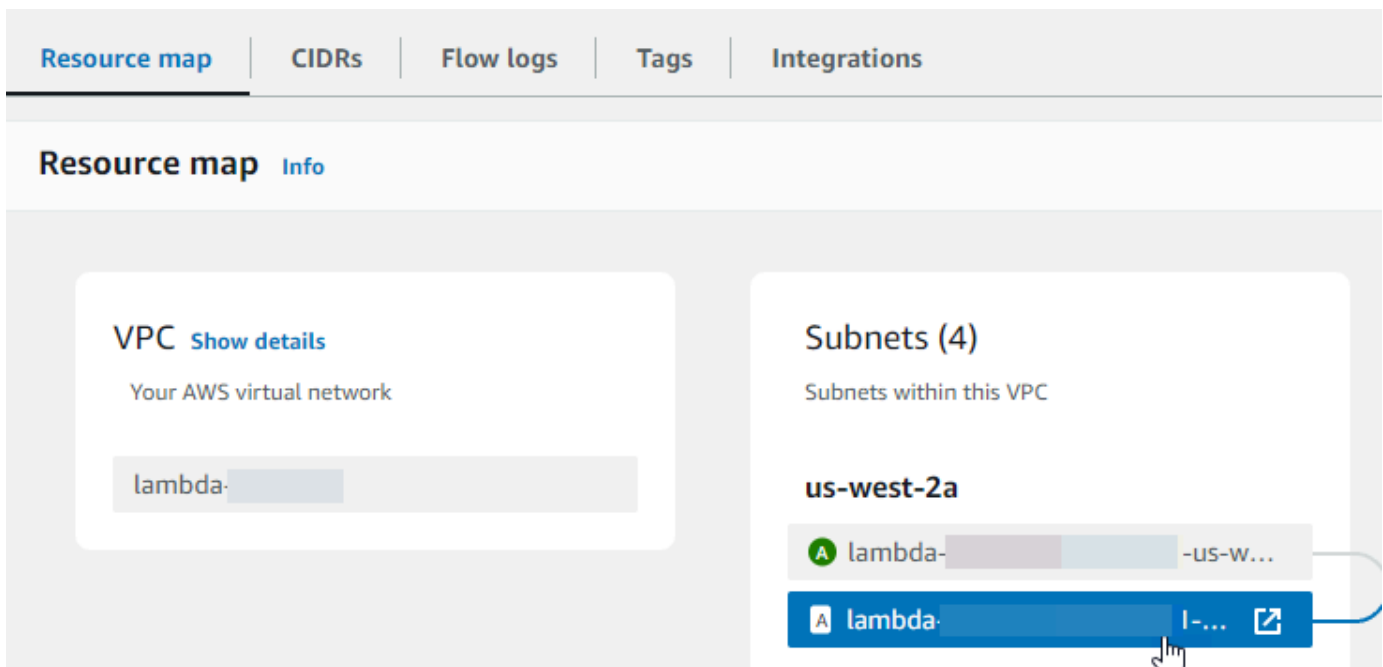 Resource map CIDRs Flow logs Tags Integrations
Resource map Info
VPC Show details
Your AWS virtual network
lambda-
Subnets (4)
Subnets within this VPC
us-west-2a
A lambda- -us-w...
A lambda- l-...